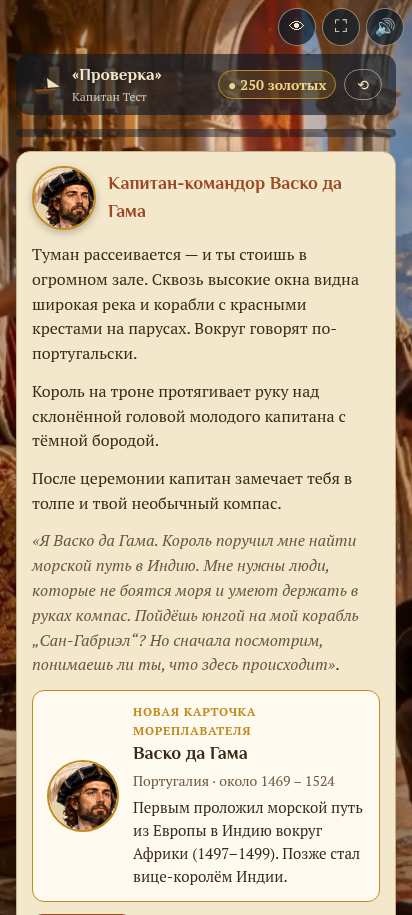 «Проверка»
Капитан Тест
● 250 золотых
Капитан-командор Васко да
Гама
Туман рассеивается — и ты стоишь в
огромном зале. Сквозь высокие окна видна
широкая река и корабли с красными
крестами на парусах. Вокруг говорят по-
португальски.
Король на троне протягивает руку над
склонённой головой молодого капитана с
тёмной бородой.
После церемонии капитан замечает тебя в
толпе и твой необычный компас.
«Я Васко да Гама. Король поручил мне найти
морской путь в Индию. Мне нужны люди,
которые не боятся моря и умеют держать в
руках компас. Пойдёшь юнгой на мой корабль
„Сан-Габриэл“? Но сначала посмотрим,
понимаешь ли ты, что здесь происходит».
НОВАЯ КАРТОЧКА
МОРЕПЛАВАТЕЛЯ
Васко да Гама
Португалия · около 1469 – 1524
Первым проложил морской путь
из Европы в Индию вокруг
Африки (1497–1499). Позже стал
вице-королём Индии.